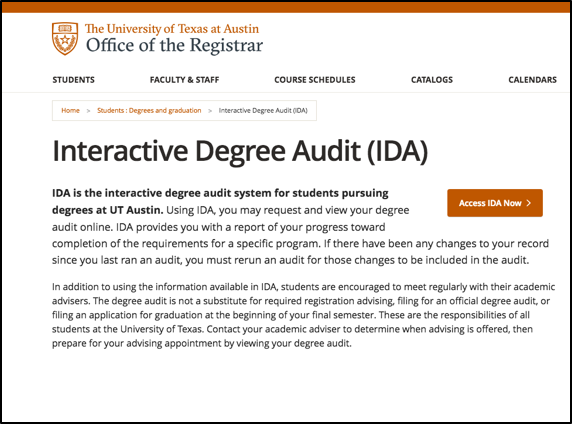 The University of Texas at Austin
Office of the Registrar
STUDENTS FACULTY & STAFF COURSE SCHEDULES CATALOGS CALENDARS
Home > Students : Degrees and graduation > Interactive Degree Audit (IDA)
Interactive Degree Audit (IDA)
IDA is the interactive degree audit system for students pursuing
degrees at UT Austin. Using IDA, you may request and view your degree
audit online. IDA provides you with a report of your progress toward
completion of the requirements for a specific program. If there have been any changes to your record
since you last ran an audit, you must rerun an audit for those changes to be included in the audit.
Access IDA Now >
In addition to using the information available in IDA, students are encouraged to meet regularly with their academic
advisers. The degree audit is not a substitute for required registration advising, filing for an official degree audit, or
filing an application for graduation at the beginning of your final semester. These are the responsibilities of all
students at the University of Texas. Contact your academic adviser to determine when advising is offered, then
prepare for your advising appointment by viewing your degree audit.